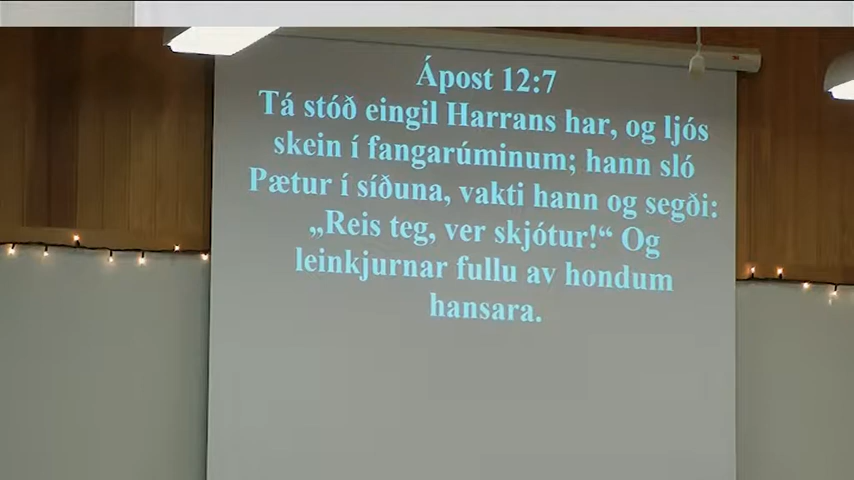 Ápost 12:7
Tá stóð eingil Harrans har, og ljós
skein í fangarúminum; hann sló
Pætur í síðuna, vakti hann og segði:
„Reis teg, ver skjótur!“ Og
leinkjurnar fullu av hondum
hansara.